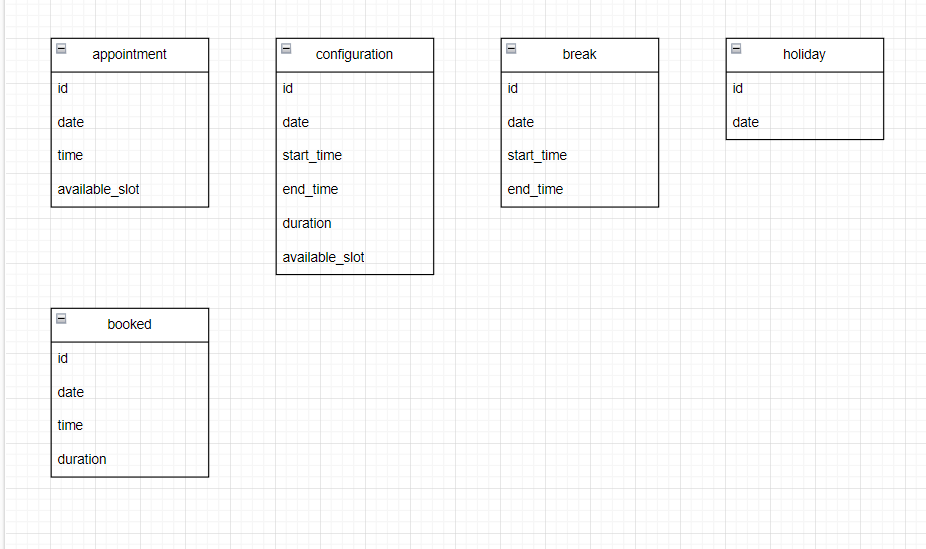 appointment
id
date
time
available_slot
configuration
id
date
start_time
end_time
duration
available_slot
break
id
date
start_time
end_time
holiday
id
date
booked
id
date
time
duration